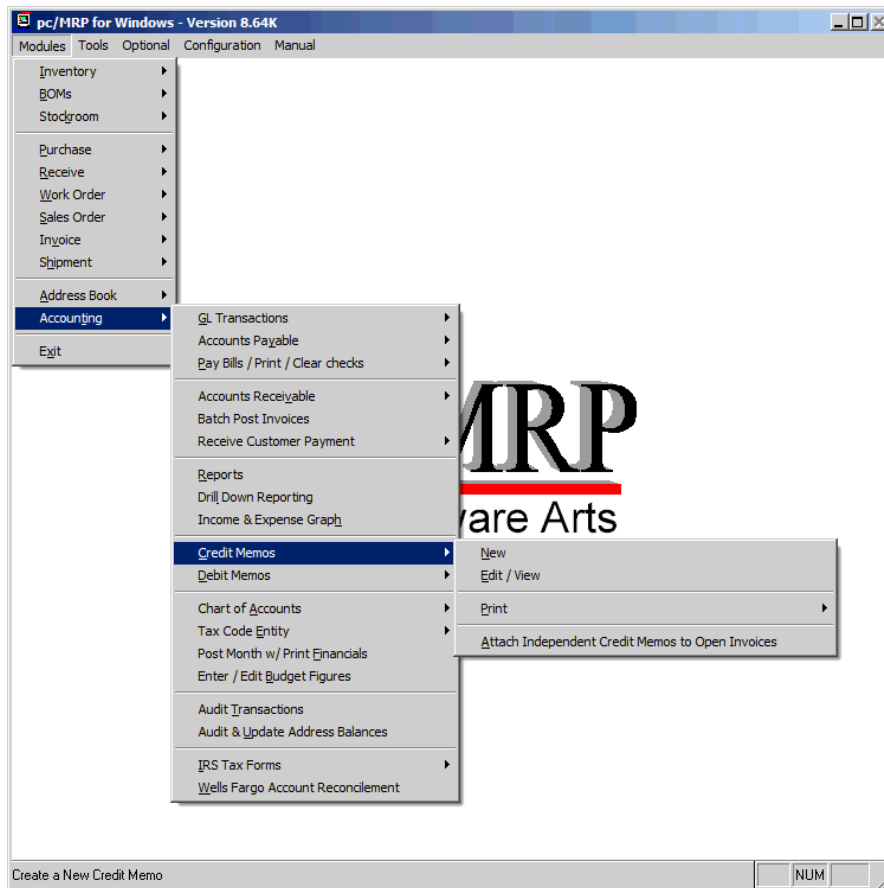 pc/MRP for Windows - Version 8.64K
Modules Tools Optional Configuration Manual
Inventory
BOMs
Stockroom
Purchase
Receive
Work Order
Sales Order
Invoice
Shipment
Address Book
Accounting
Exit
GL Transactions
Accounts Payable
Pay Bills / Print / Clear checks
Accounts Receivable
Batch Post Invoices
Receive Customer Payment
Reports
Drill Down Reporting
Income & Expense Graph
Credit Memos
Debit Memos
Chart of Accounts
Tax Code Entity
Post Month w/ Print Financials
Enter / Edit Budget Figures
Audit Transactions
Audit & Update Address Balances
IRS Tax Forms
Wells Fargo Account Reconcilement
MRP
ware Arts
New
Edit / View
Print
Attach Independent Credit Memos to Open Invoices
Create a New Credit Memo
NUM